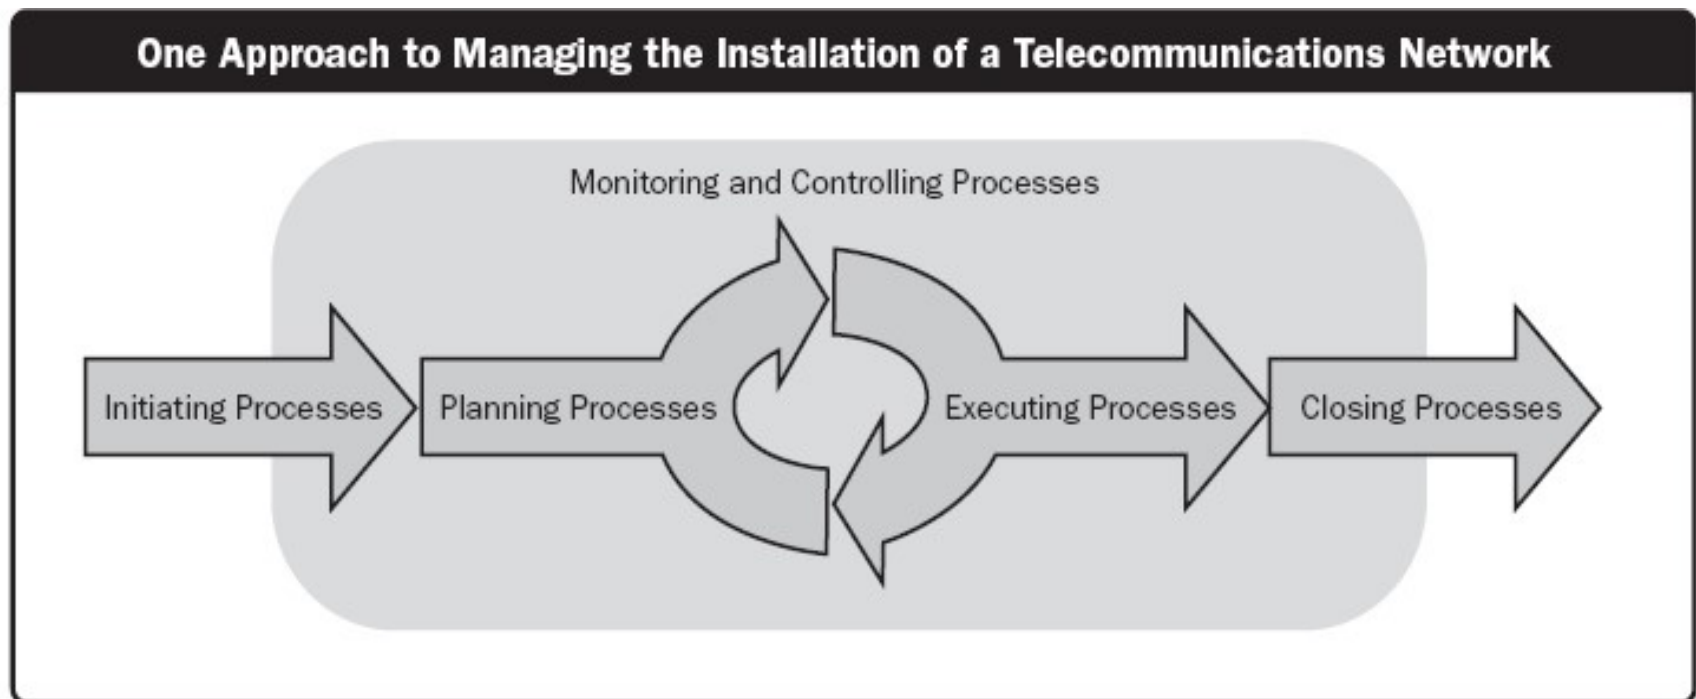 One Approach to Managing the Installation of a Telecommunications Network
Monitoring and Controlling Processes
Initiating Processes
Planning Processes
Executing Processes
Closing Processes